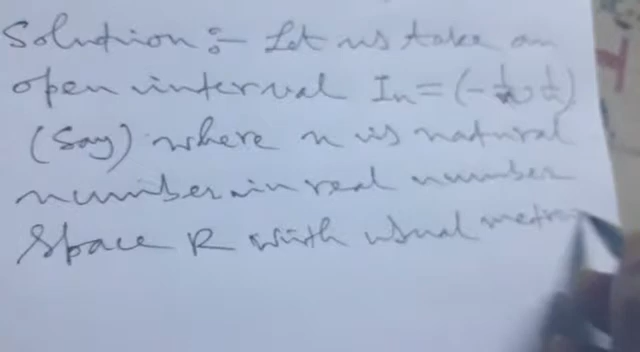 Solution :- Let us take an
open interval In = (-1/n, 1/n)
(Say) where n is natural
number in real number
Space R with usual metric